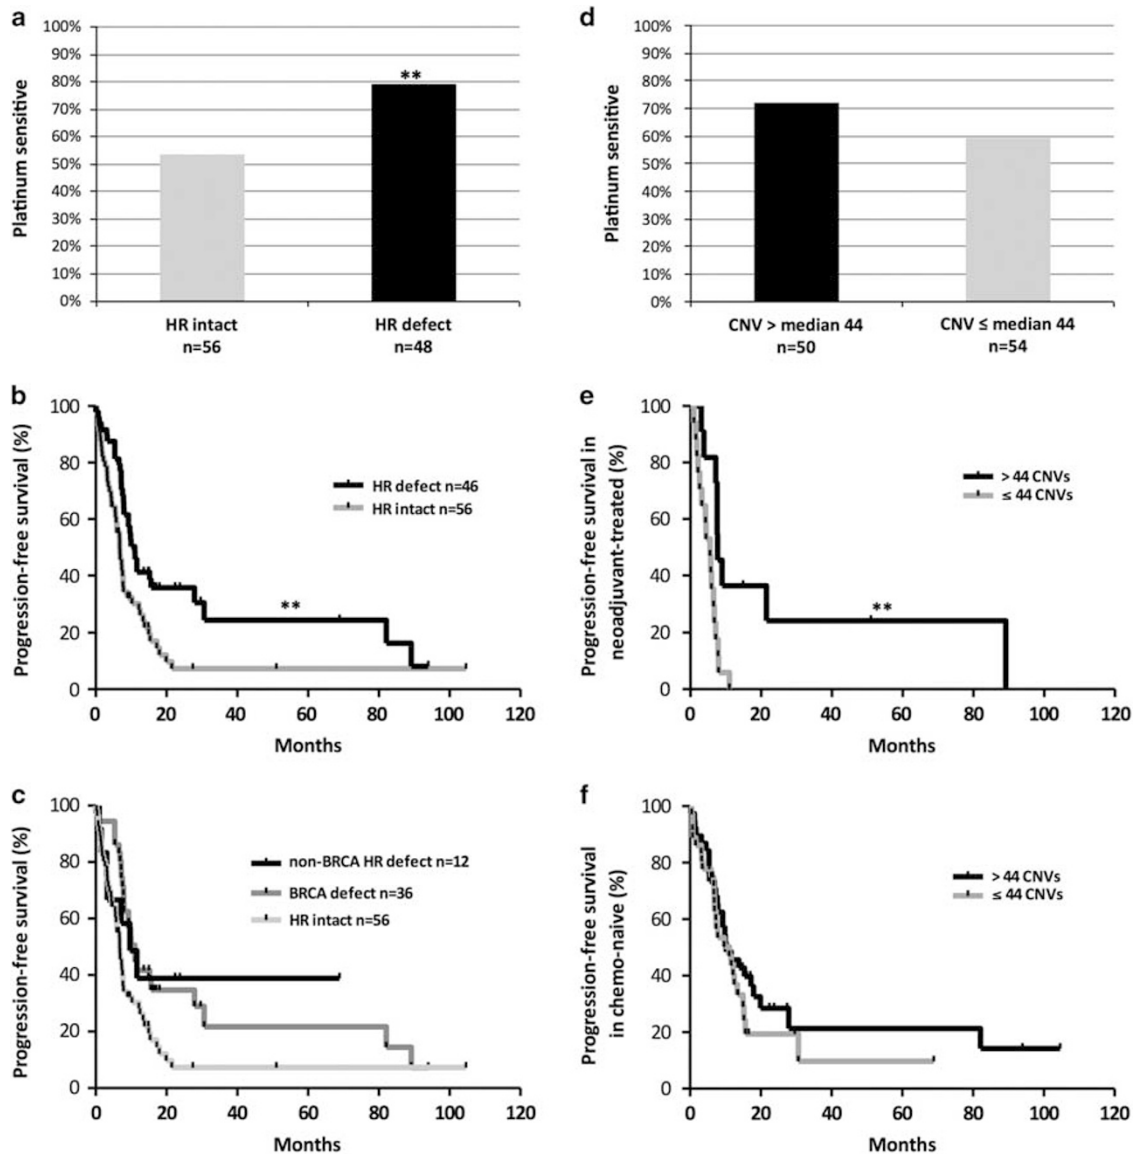 a
Platinum sensitive
100%
90%
80%
70%
60%
50%
40%
30%
20%
10%
0%
**
HR intact
n=56
HR defect
n=48
d
Platinum sensitive
100%
90%
80%
70%
60%
50%
40%
30%
20%
10%
0%
CNV > median 44
n=50
CNV ≤ median 44
n=54
b
Progression-free survival (%)
100
80
60
40
20
0
HR defect n=46
HR intact n=56
**
0 20 40 60 80 100 120
Months
e
Progression-free survival in
neoadjuvant-treated (%)
100
80
60
40
20
0
> 44 CNVs
≤ 44 CNVs
**
0 20 40 60 80 100 120
Months
c
Progression-free survival (%)
100
80
60
40
20
0
non-BRCA HR defect n=12
BRCA defect n=36
HR intact n=56
0 20 40 60 80 100 120
Months
f
Progression-free survival
in chemo-naive (%)
100
80
60
40
20
0
> 44 CNVs
≤ 44 CNVs
0 20 40 60 80 100 120
Months